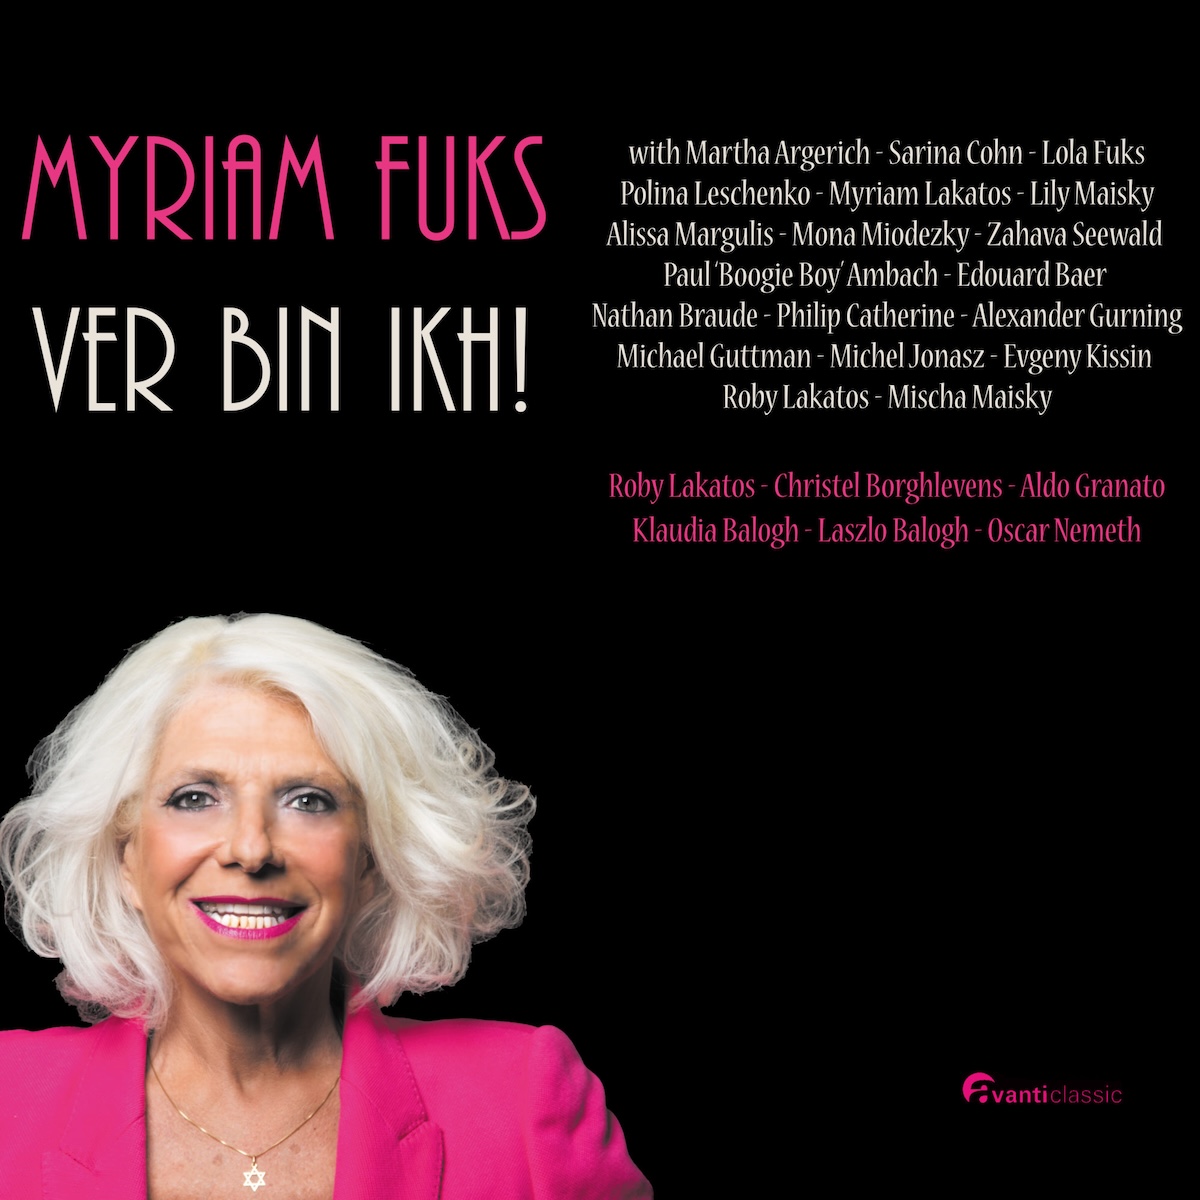 MYRIAM FUKS
VER BIN IKH!
with Martha Argerich - Sarina Cohn - Lola Fuks
Polina Leschenko - Myriam Lakatos - Lily Maisky
Alissa Margulis - Mona Miodezky - Zahava Seewald
Paul 'Boogie Boy' Ambach - Edouard Baer
Nathan Braude - Philip Catherine - Alexander Gurning
Michael Guttman - Michel Jonasz - Evgeny Kissin
Roby Lakatos - Mischa Maisky
Roby Lakatos - Christel Borghlevens - Aldo Granato
Klaudia Balogh - Laszlo Balogh - Oscar Nemeth
avanticlassic